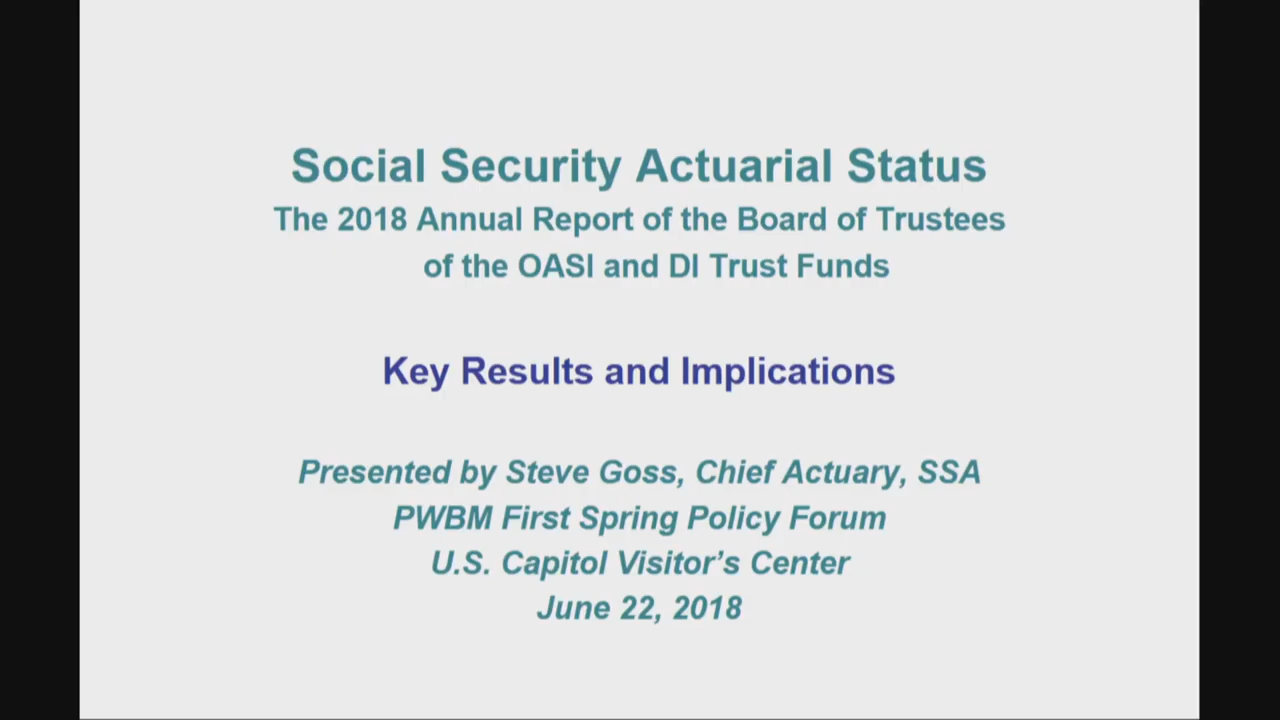 Social Security Actuarial Status
The 2018 Annual Report of the Board of Trustees
of the OASI and DI Trust Funds
Key Results and Implications
Presented by Steve Goss, Chief Actuary, SSA
PWBM First Spring Policy Forum
U.S. Capitol Visitor’s Center
June 22, 2018